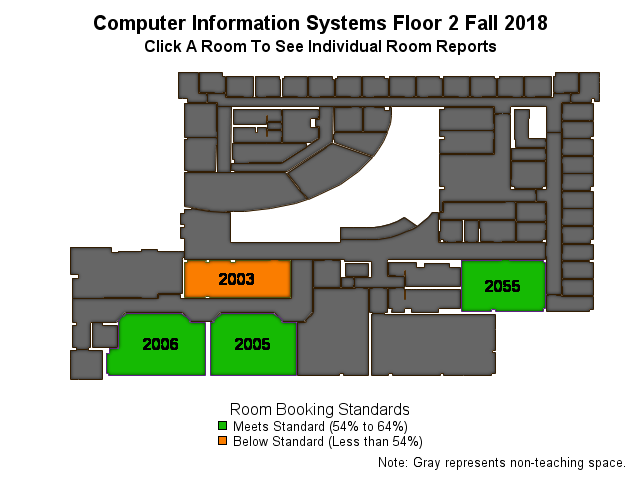 Computer Information Systems Floor 2 Fall 2018
Click A Room To See Individual Room Reports
2003
2055
2006
2005
Room Booking Standards
Meets Standard (54% to 64%)
Below Standard (Less than 54%)
Note: Gray represents non-teaching space.